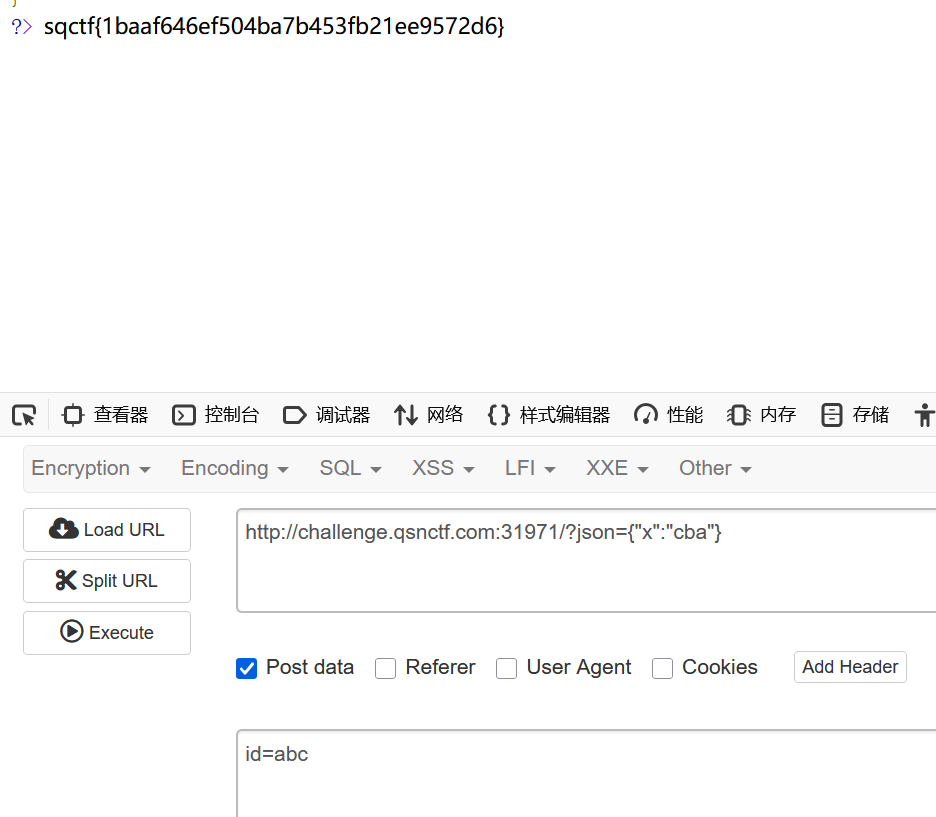 }
?> sqctf{1baaf646ef504ba7b453fb21ee9572d6}
查看器 控制台 调试器 网络 {} 样式编辑器 性能 内存 存储
Encryption Encoding SQL XSS LFI XXE Other
Load URL
http://challenge.qsnctf.com:31971/?json={"x":"cba"}
Split URL
Execute
Post data Referer User Agent Cookies Add Header
id=abc